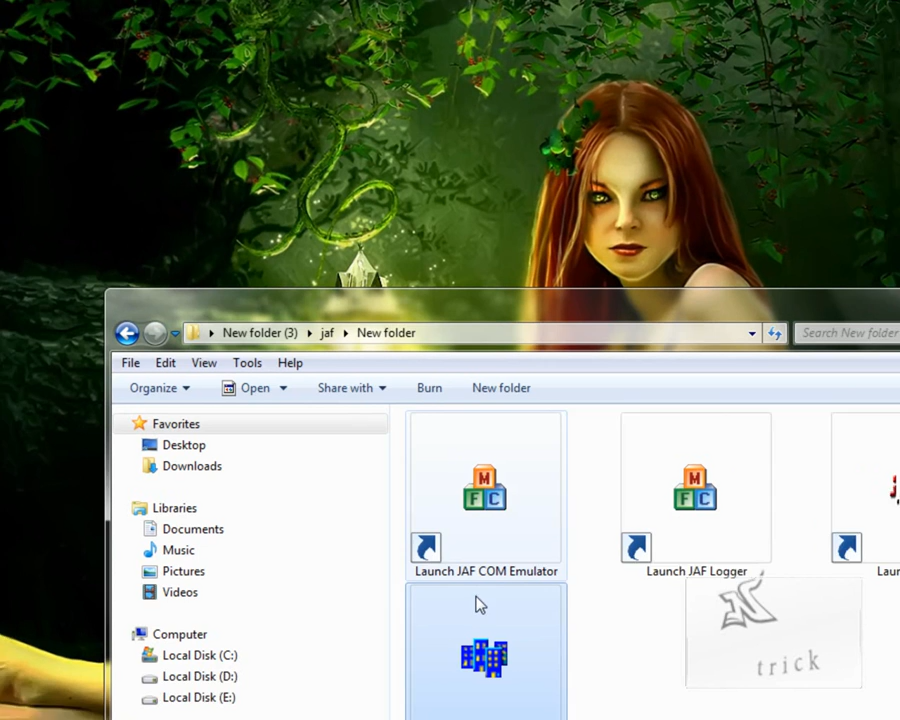 New folder (3) jaf New folder
Search New folder
File Edit View Tools Help
Organize Open Share with Burn New folder
Favorites
Desktop
Downloads
Libraries
Documents
Music
Pictures
Videos
Computer
Local Disk (C:)
Local Disk (D:)
Local Disk (E:)
M
F C
M
F C
Launch JAF COM Emulator
Launch JAF Logger
N
trick